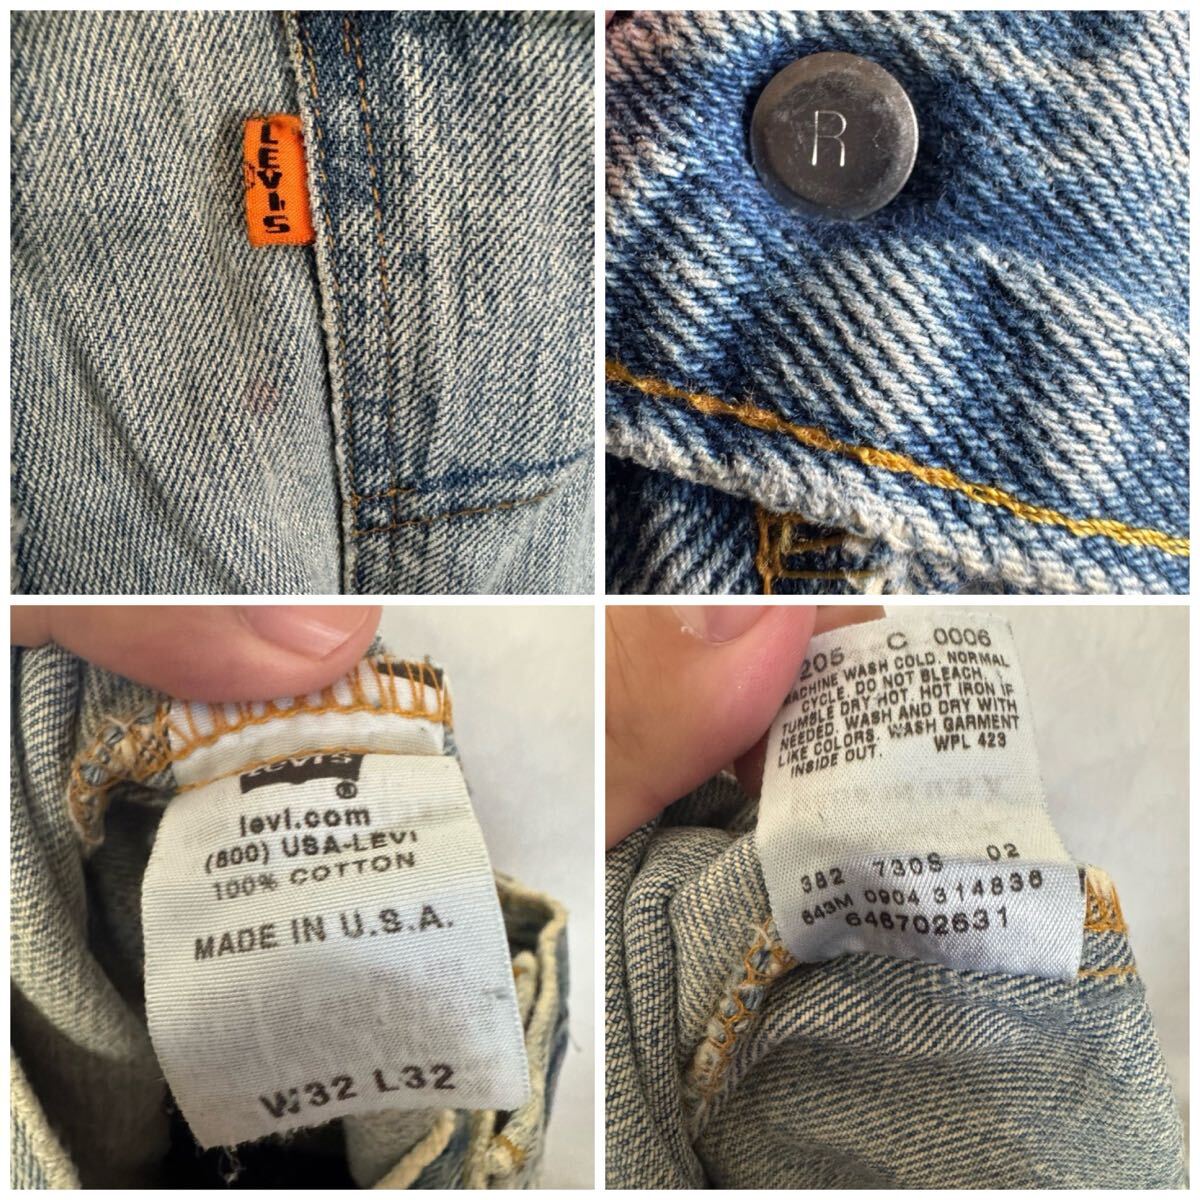 LEVI'S
R
LEVI'S
®
levi.com
(800) USA-LEVI
100% COTTON
MADE IN U.S.A.
W32 L32
205 C 0006
MACHINE WASH COLD. NORMAL
CYCLE. DO NOT BLEACH.
TUMBLE DRY HOT. HOT IRON IF
NEEDED. WASH AND DRY WITH
LIKE COLORS. WASH GARMENT
INSIDE OUT. WPL 423
382 730S 02
643M 0904 314836
646702631